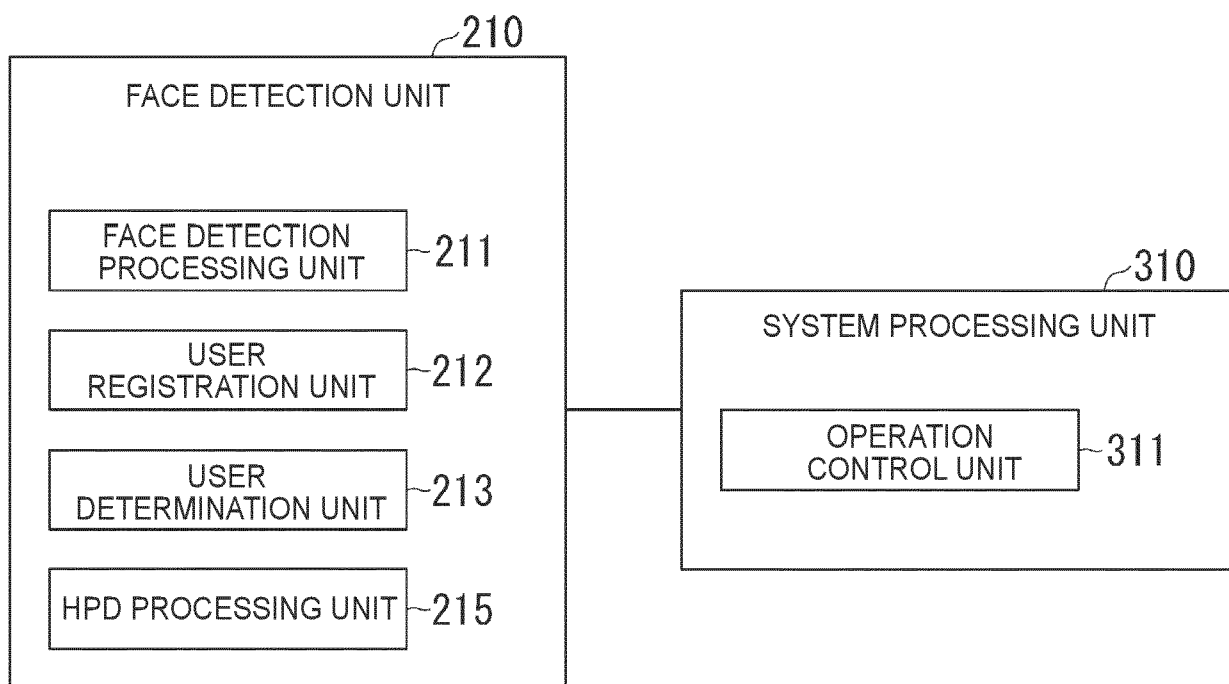 210
FACE DETECTION UNIT
FACE DETECTION
PROCESSING UNIT
211
USER
REGISTRATION UNIT
212
USER
DETERMINATION UNIT
213
HPD PROCESSING UNIT
215
310
SYSTEM PROCESSING UNIT
OPERATION
CONTROL UNIT
311